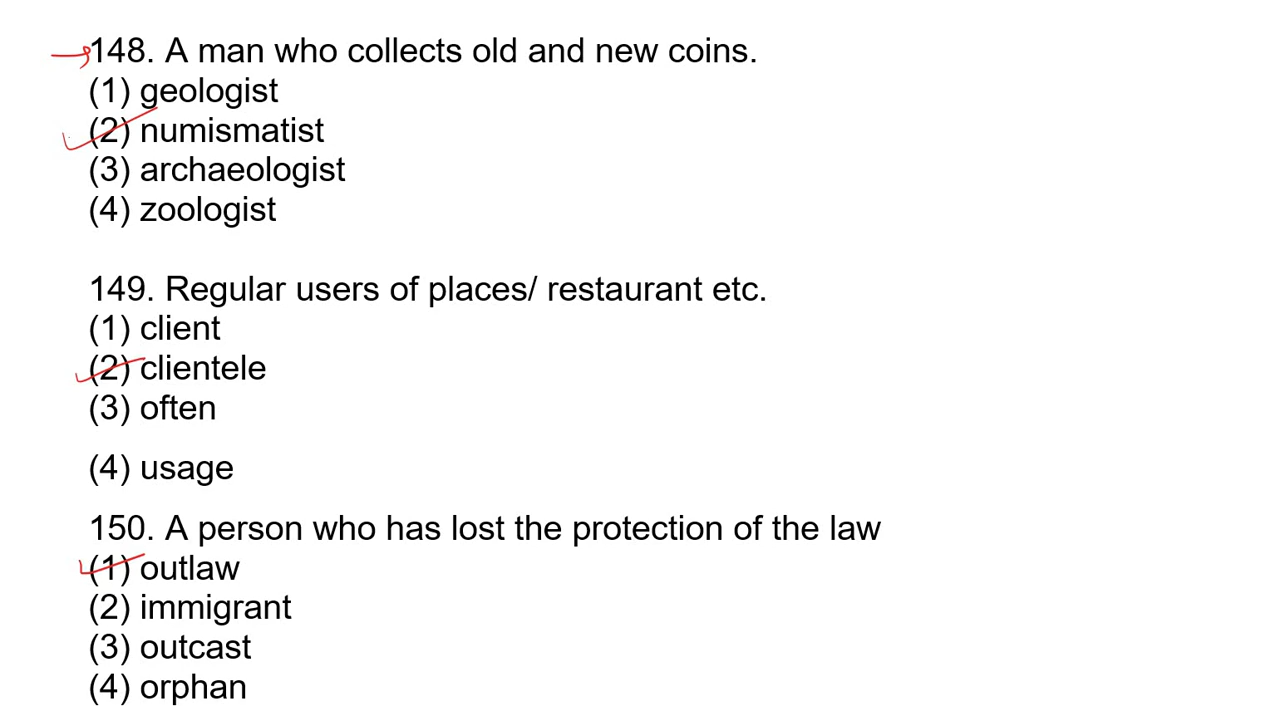 148. A man who collects old and new coins.
(1) geologist
(2) numismatist
(3) archaeologist
(4) zoologist
149. Regular users of places/ restaurant etc.
(1) client
(2) clientele
(3) often
(4) usage
150. A person who has lost the protection of the law
(1) outlaw
(2) immigrant
(3) outcast
(4) orphan